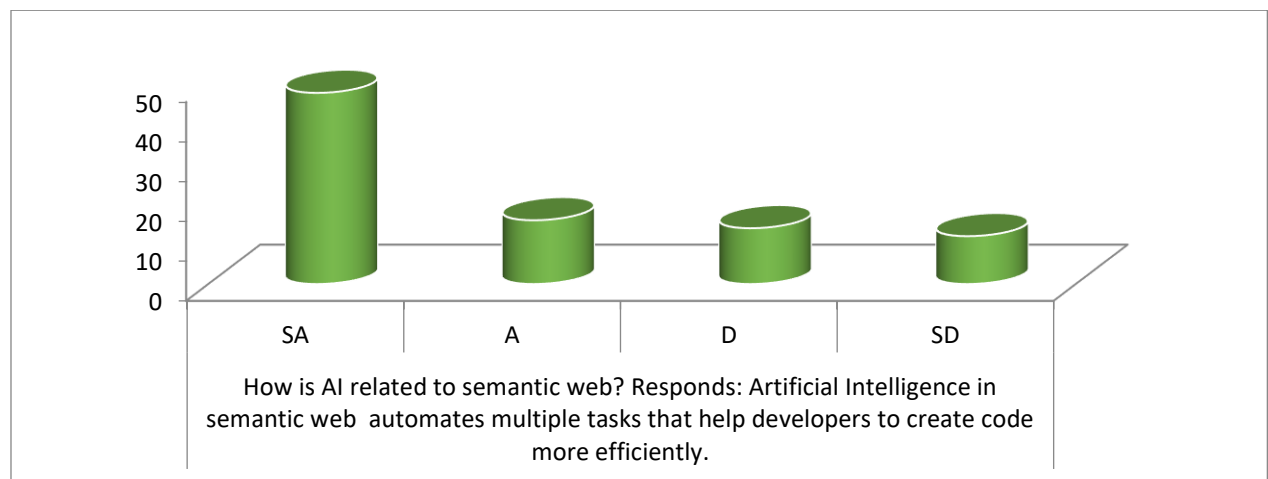 50
40
30
20
10
0
SA A D SD
How is AI related to semantic web? Responds: Artificial Intelligence in
semantic web  automates multiple tasks that help developers to create code
more efficiently.